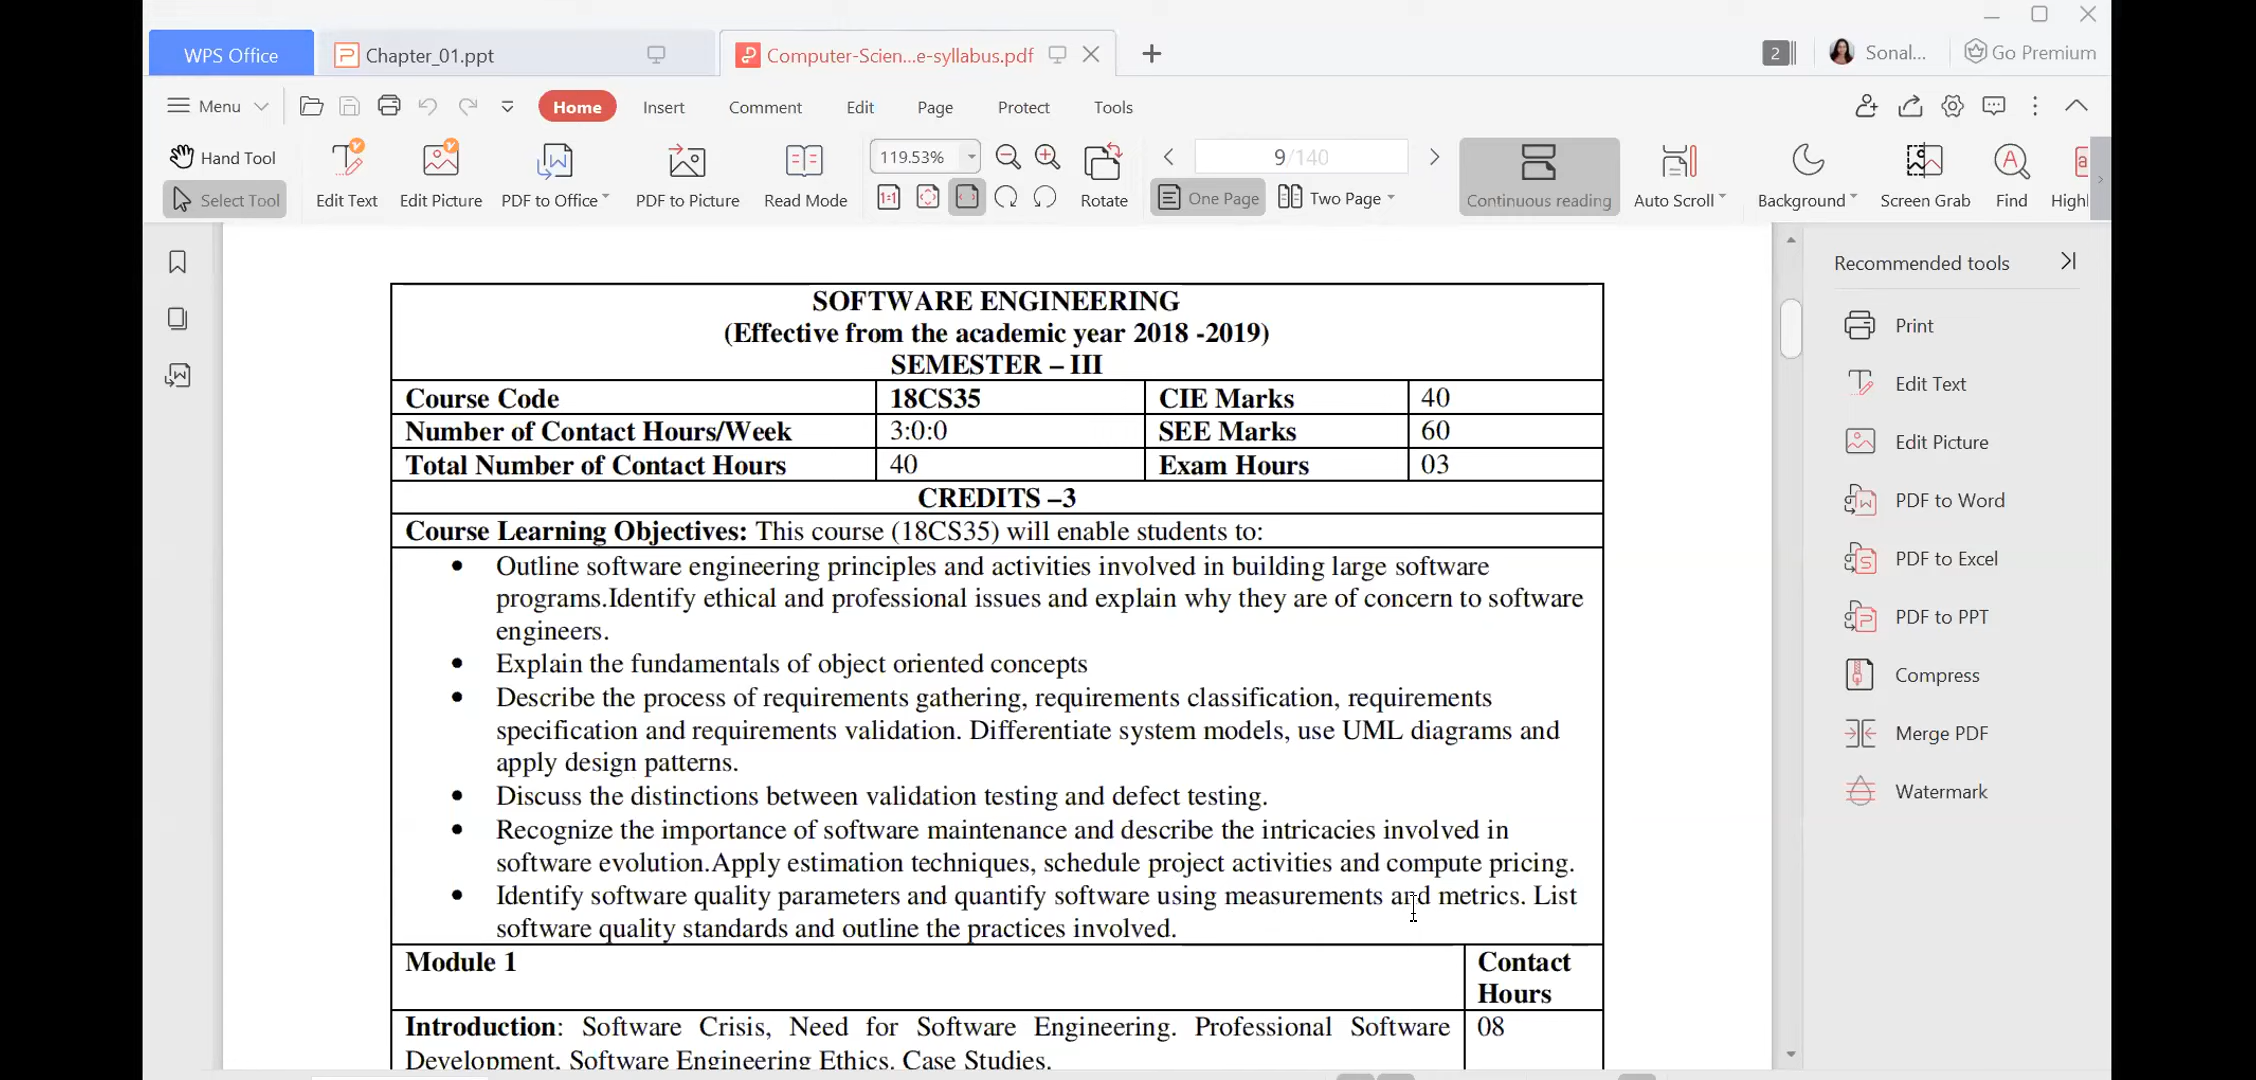 WPS Office
Chapter_01.ppt
Computer-Scien...e-syllabus.pdf
2
Sonal...
Go Premium
Menu
Home
Insert
Comment
Edit
Page
Protect
Tools
Hand Tool
Select Tool
Edit Text
Edit Picture
PDF to Office
PDF to Picture
Read Mode
119.53%
1:1
Rotate
9/140
One Page
Two Page
Continuous reading
Auto Scroll
Background
Screen Grab
Find
Highl
Recommended tools
Print
Edit Text
Edit Picture
PDF to Word
PDF to Excel
PDF to PPT
Compress
Merge PDF
Watermark
SOFTWARE ENGINEERING
(Effective from the academic year 2018 -2019)
SEMESTER – III
Course Code 18CS35 CIE Marks 40
Number of Contact Hours/Week 3:0:0 SEE Marks 60
Total Number of Contact Hours 40 Exam Hours 03
CREDITS –3
Course Learning Objectives: This course (18CS35) will enable students to:
• Outline software engineering principles and activities involved in building large software
programs.Identify ethical and professional issues and explain why they are of concern to software
engineers.
• Explain the fundamentals of object oriented concepts
• Describe the process of requirements gathering, requirements classification, requirements
specification and requirements validation. Differentiate system models, use UML diagrams and
apply design patterns.
• Discuss the distinctions between validation testing and defect testing.
• Recognize the importance of software maintenance and describe the intricacies involved in
software evolution.Apply estimation techniques, schedule project activities and compute pricing.
• Identify software quality parameters and quantify software using measurements and metrics. List
software quality standards and outline the practices involved.
Module 1 Contact
Hours
Introduction: Software Crisis, Need for Software Engineering. Professional Software 08
Development, Software Engineering Ethics. Case Studies.